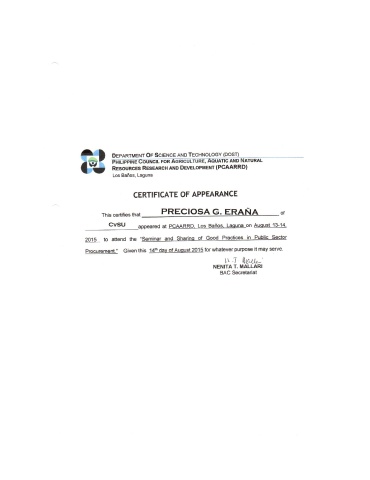 DEPARTMENT OF SCIENCE AND TECHNOLOGY (DOST)
PHILIPPINE COUNCIL FOR AGRICULTURE, AQUATIC AND NATURAL
RESOURCES RESEARCH AND DEVELOPMENT (PCAARRD)
Los Baños, Laguna
CERTIFICATE OF APPEARANCE
This certifies that PRECIOSA G. ERAÑA of
CvSU appeared at PCAARRD, Los Baños, Laguna on August 13-14,
2015 to attend the "Seminar and Sharing of Good Practices in Public Sector
Procurement." Given this 14th day of August 2015 for whatever purpose it may serve.
NENITA T. MALLARI
BAC Secretariat